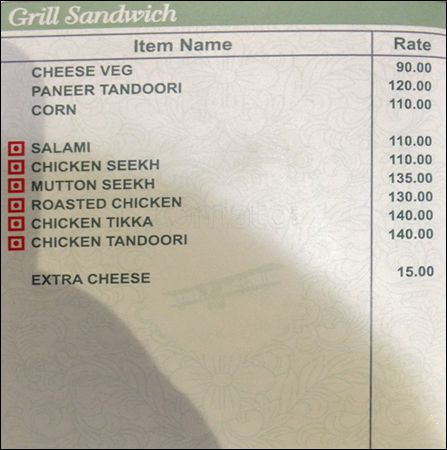 Grill Sandwich
Item Name Rate
CHEESE VEG 90.00
PANEER TANDOORI 120.00
CORN 110.00
SALAMI 110.00
CHICKEN SEEKH 110.00
MUTTON SEEKH 135.00
ROASTED CHICKEN 130.00
CHICKEN TIKKA 140.00
CHICKEN TANDOORI 140.00
EXTRA CHEESE 15.00